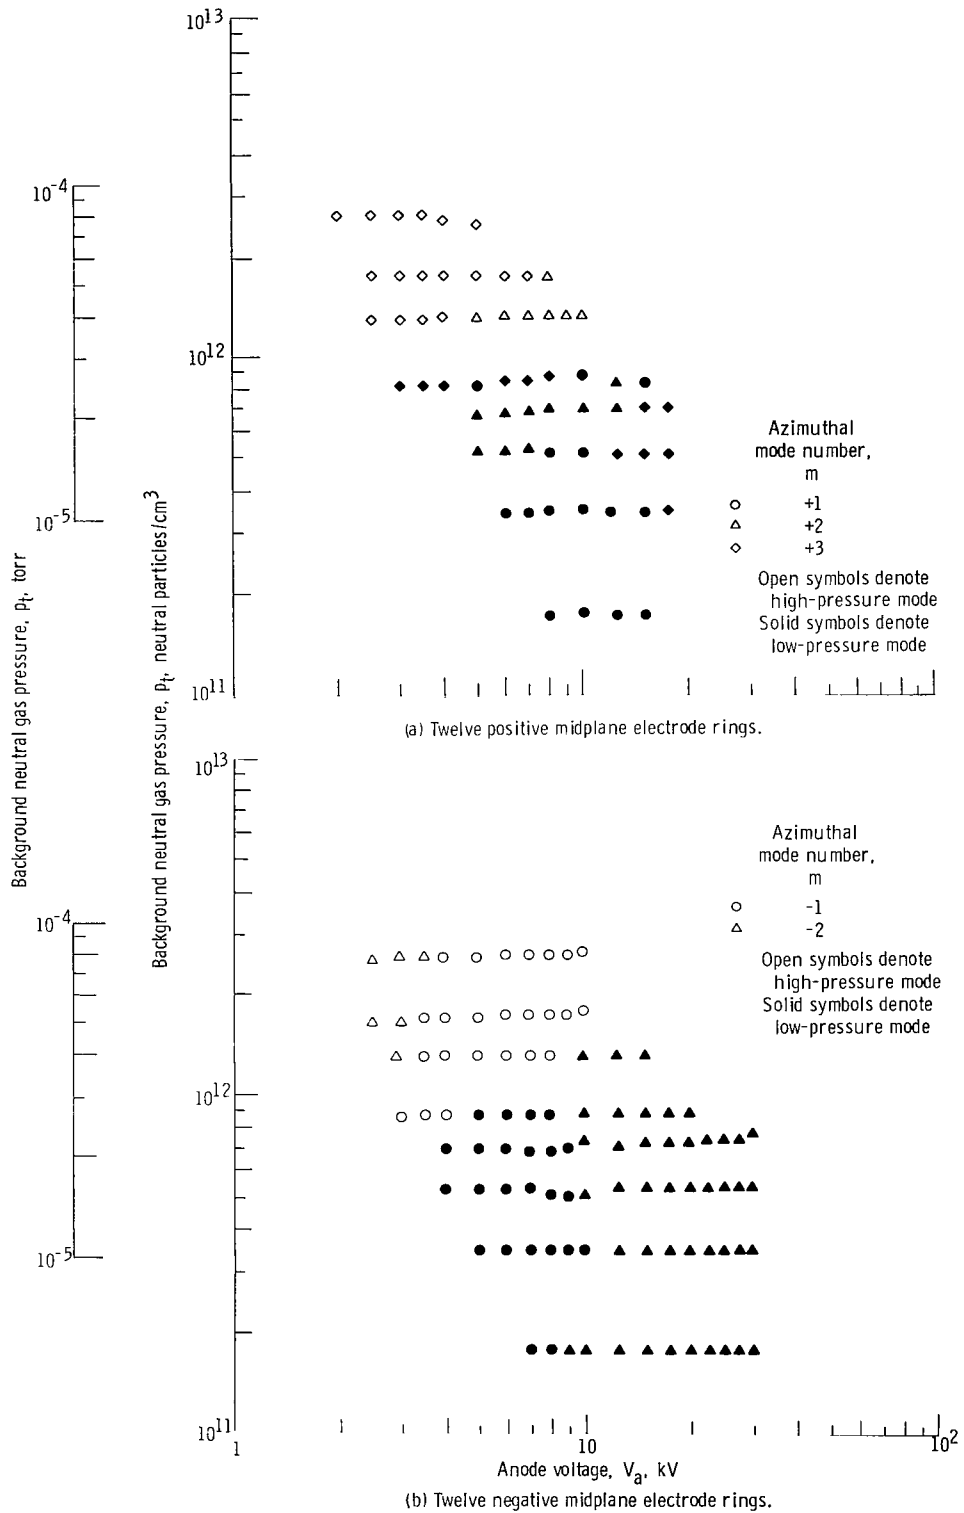 10^13
10^-4
10^12
Azimuthal
mode number,
m
+1
+2
+3
Open symbols denote
high-pressure mode
Solid symbols denote
low-pressure mode
10^-5
10^11
(a) Twelve positive midplane electrode rings.
Background neutral gas pressure, p_t, torr
Background neutral gas pressure, p_t, neutral particles/cm^3
10^13
Azimuthal
mode number,
m
-1
-2
Open symbols denote
high-pressure mode
Solid symbols denote
low-pressure mode
10^-4
10^12
10^-5
10^11
1
10
10^2
Anode voltage, V_a, kV
(b) Twelve negative midplane electrode rings.